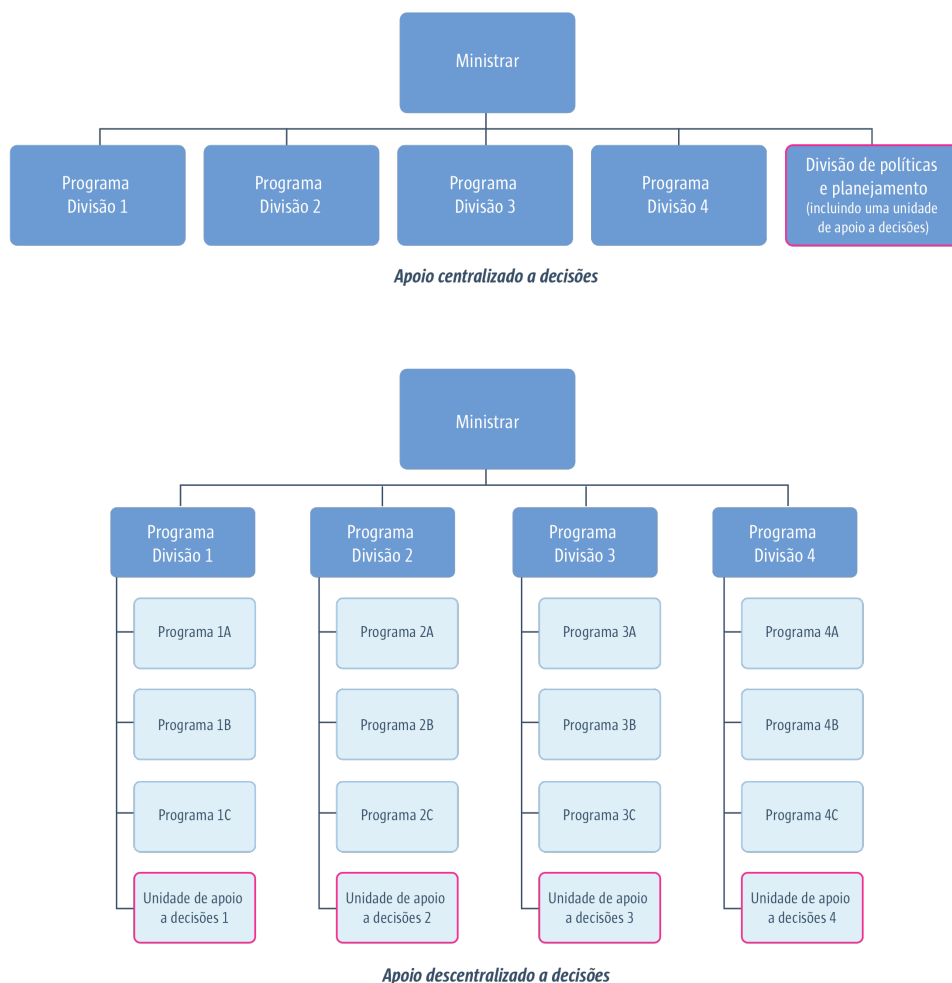 Ministrar
Programa
Divisão 1
Programa
Divisão 2
Programa
Divisão 3
Programa
Divisão 4
Divisão de políticas
e planejamento
(incluindo uma unidade
de apoio a decisões)
Apoio centralizado a decisões
Ministrar
Programa
Divisão 1
Programa
Divisão 2
Programa
Divisão 3
Programa
Divisão 4
Programa 1A
Programa 2A
Programa 3A
Programa 4A
Programa 1B
Programa 2B
Programa 3B
Programa 4B
Programa 1C
Programa 2C
Programa 3C
Programa 4C
Unidade de apoio
a decisões 1
Unidade de apoio
a decisões 2
Unidade de apoio
a decisões 3
Unidade de apoio
a decisões 4
Apoio descentralizado a decisões